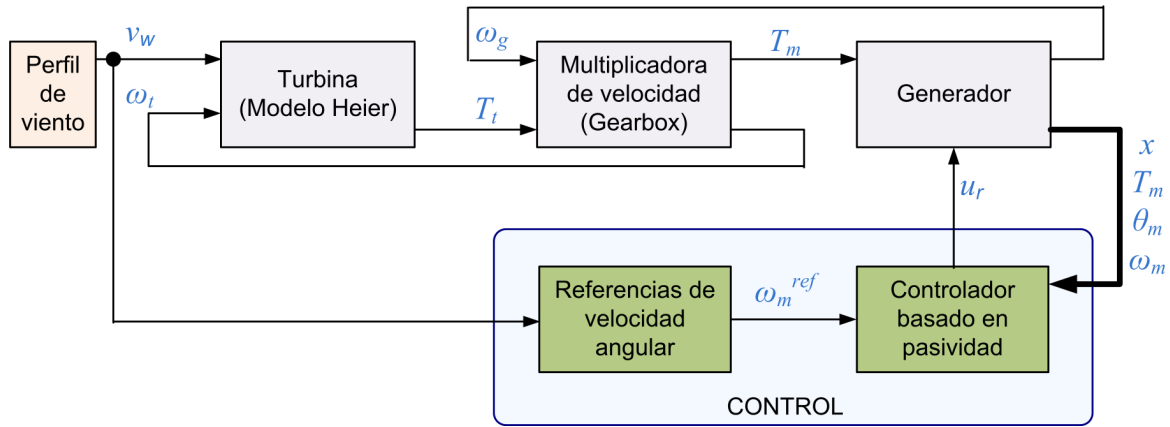 Perfil
de
viento
v_w
ω_t
Turbina
(Modelo Heier)
T_t
ω_g
Multiplicadora
de velocidad
(Gearbox)
T_m
Generador
x
T_m
θ_m
ω_m
u_r
Referencias de
velocidad
angular
ω_m^ref
Controlador
basado en
pasividad
CONTROL